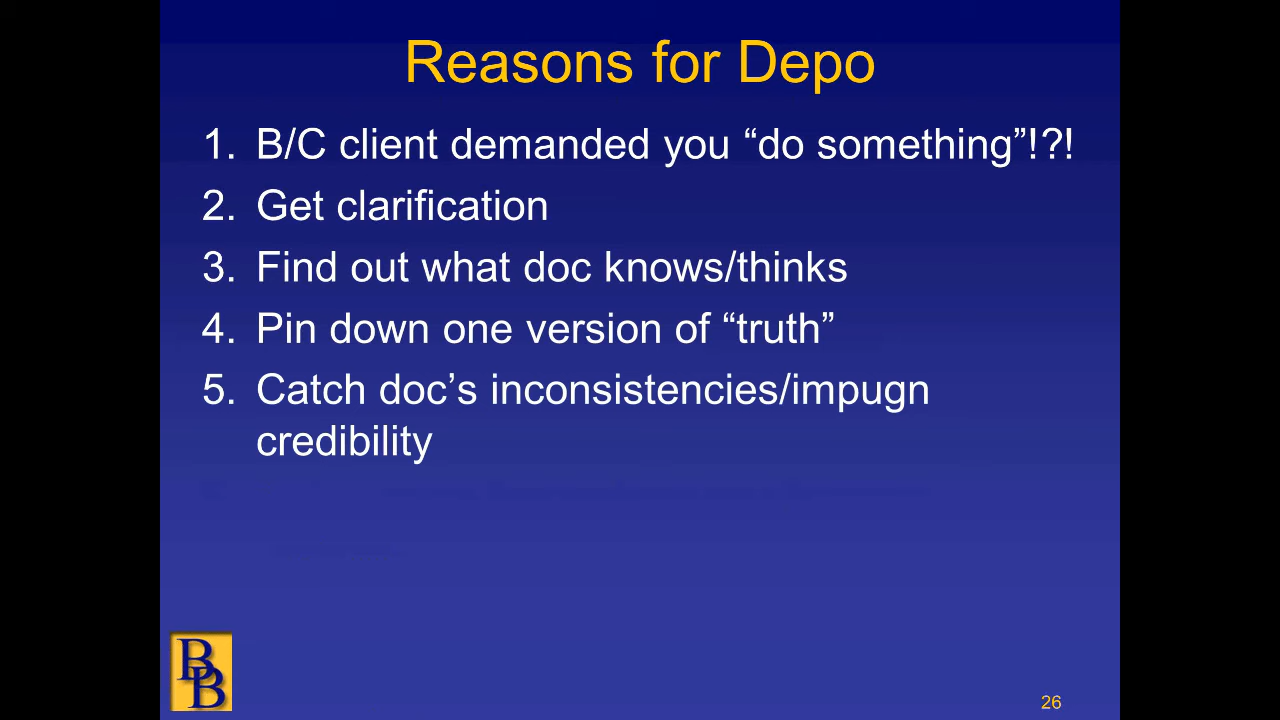 Reasons for Depo
1. B/C client demanded you “do something”!?!
2. Get clarification
3. Find out what doc knows/thinks
4. Pin down one version of “truth”
5. Catch doc’s inconsistencies/impugn
credibility
BB
26